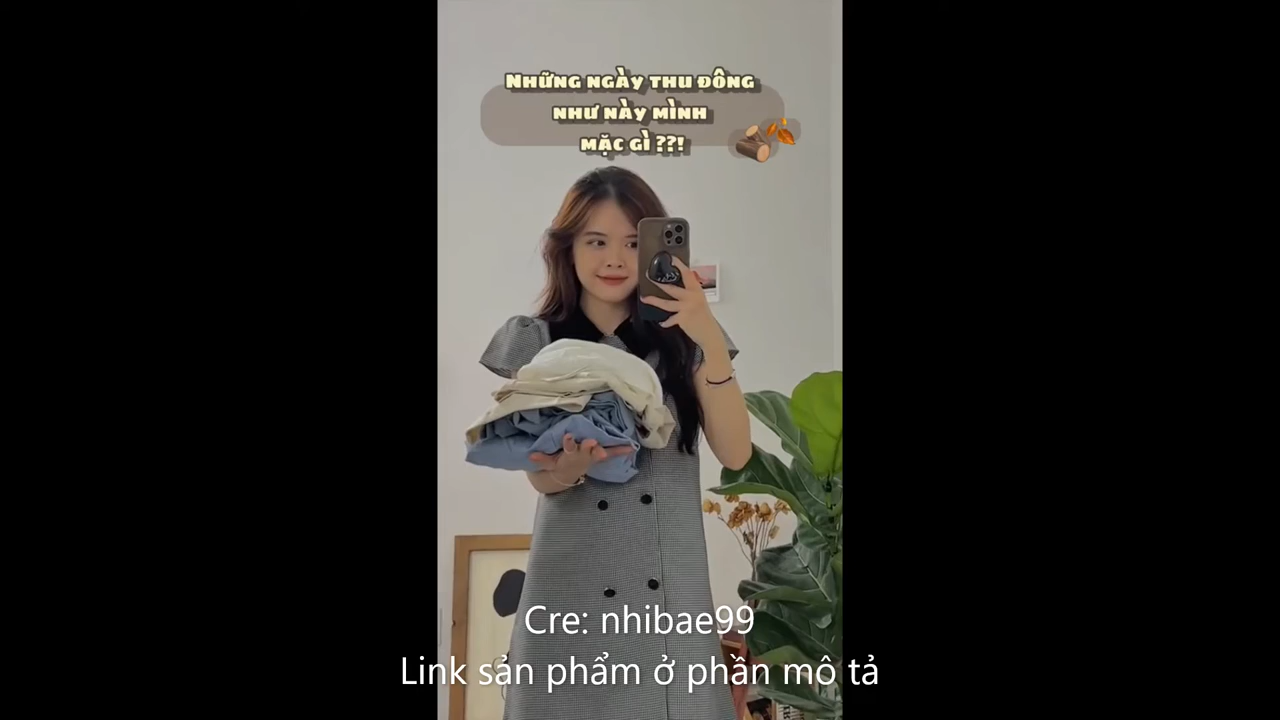 Những ngày thu đông
như này mình
mặc gì ??!
Cre: nhibae99
Link sản phẩm ở phần mô tả